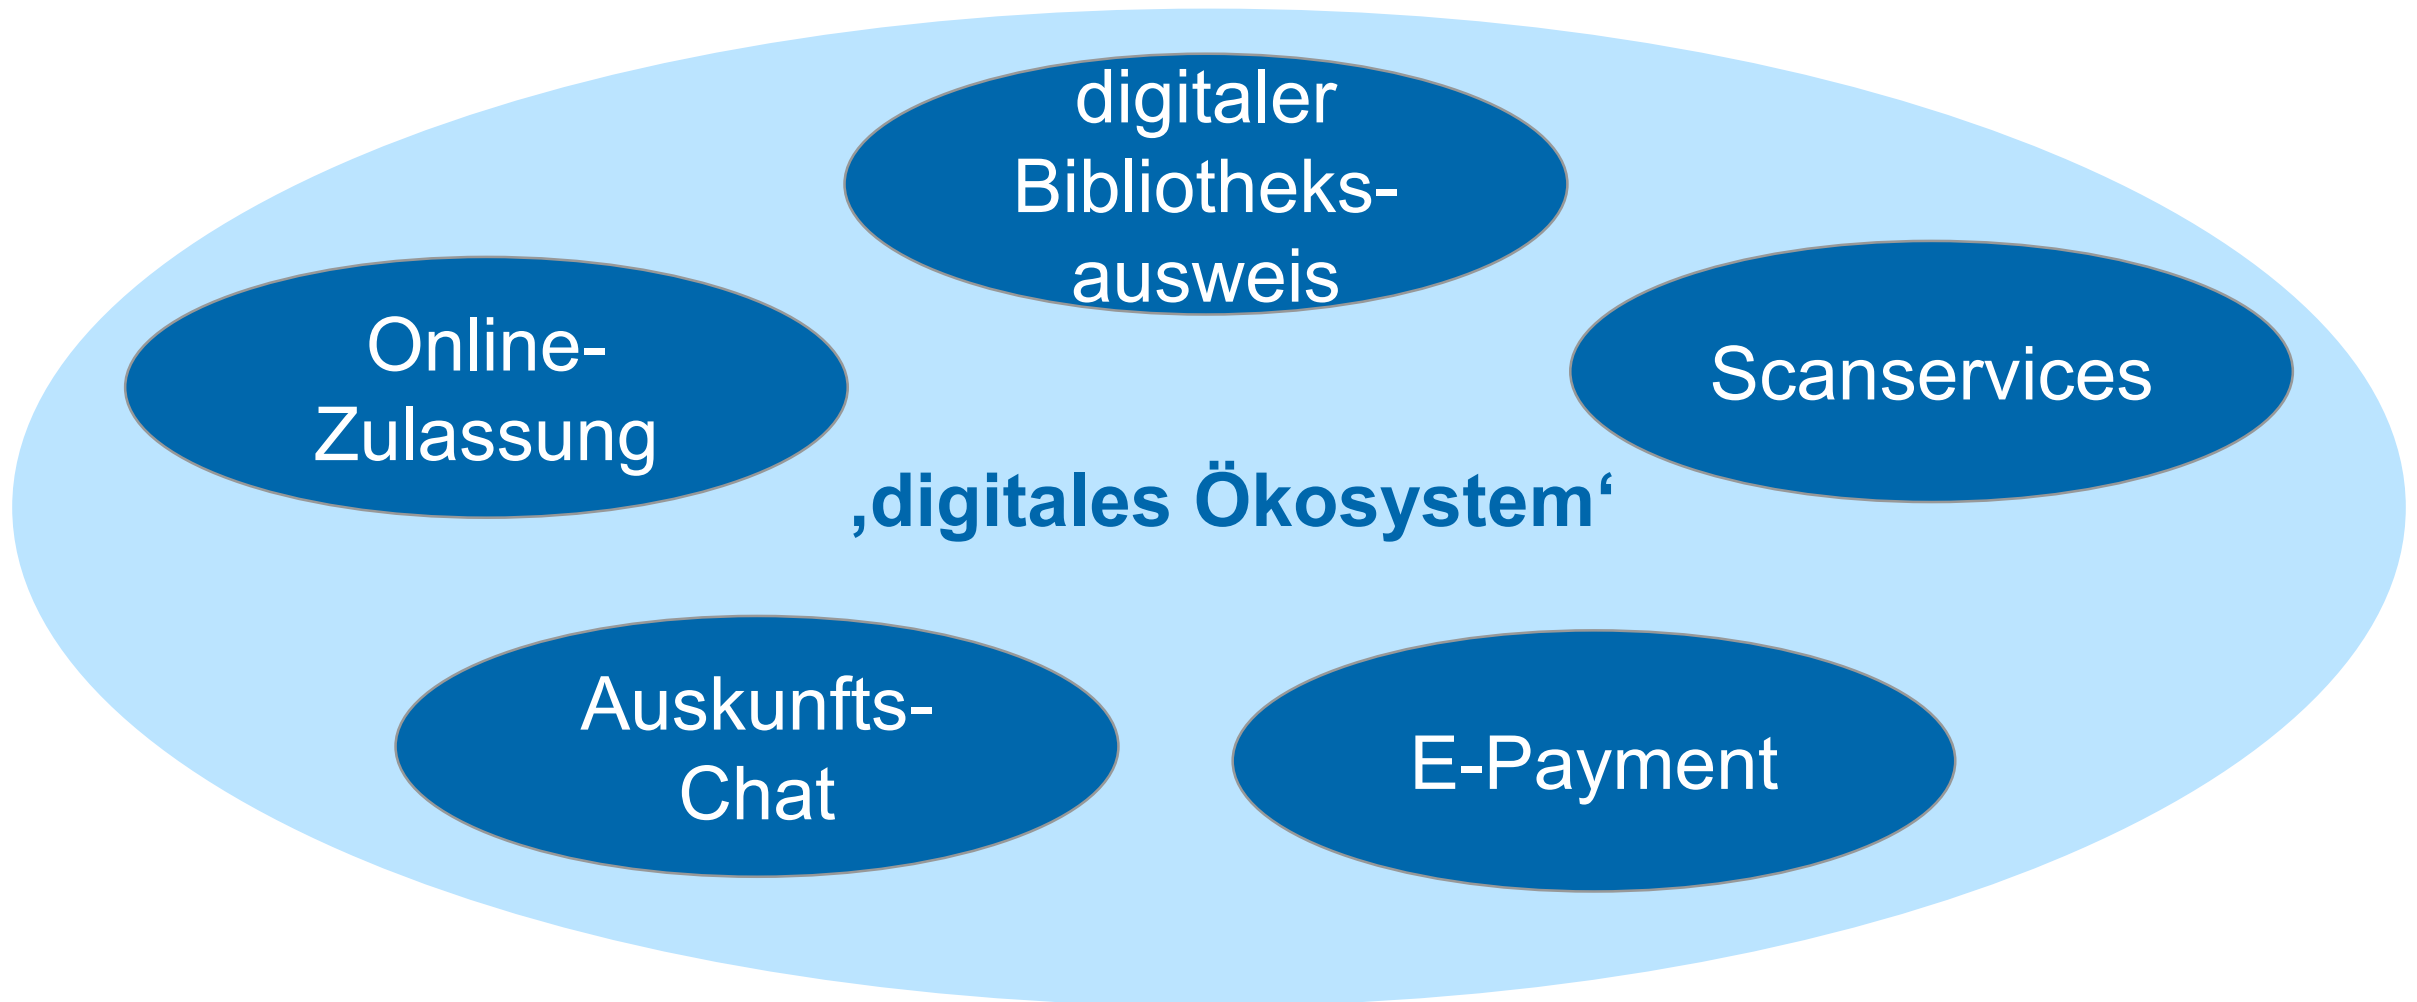 digitaler
Bibliotheks-
ausweis
Online-
Zulassung
Scanservices
‚digitales Ökosystem‘
Auskunfts-
Chat
E-Payment